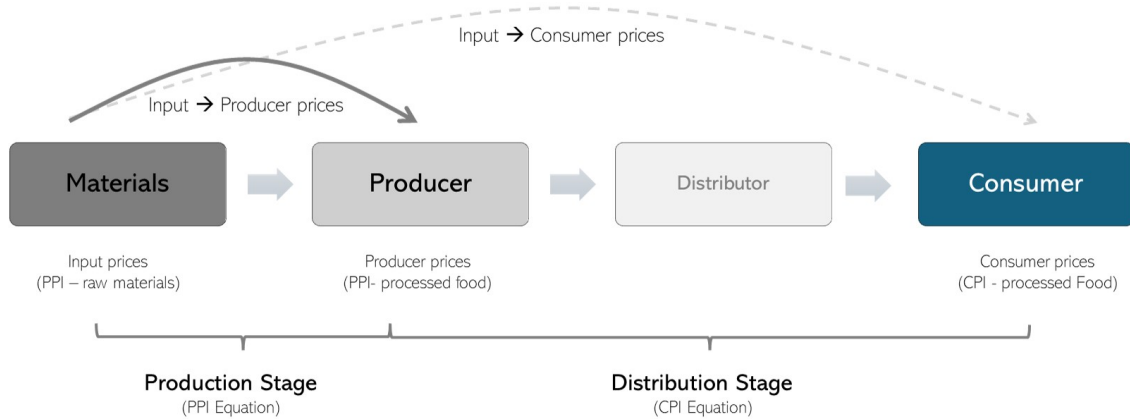 Input → Consumer prices
Input → Producer prices
Materials
Producer
Distributor
Consumer
Input prices
(PPI – raw materials)
Producer prices
(PPI- processed food)
Consumer prices
(CPI - processed Food)
Production Stage
(PPI Equation)
Distribution Stage
(CPI Equation)